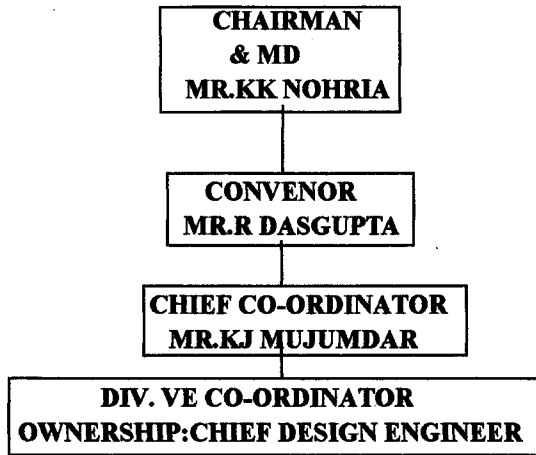 CHAIRMAN
& MD
MR.KK NOHRIA
CONVENOR
MR.R DASGUPTA
CHIEF CO-ORDINATOR
MR.KJ MUJUMDAR
DIV. VE CO-ORDINATOR
OWNERSHIP:CHIEF DESIGN ENGINEER